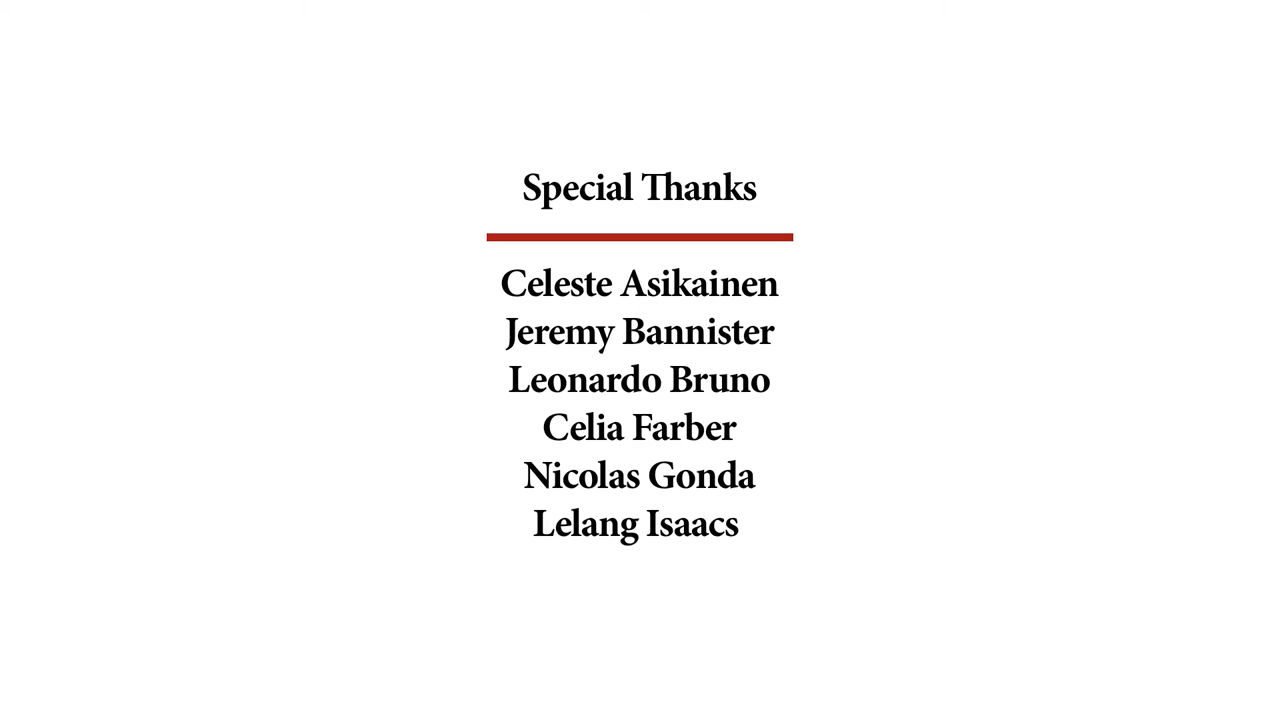 Special Thanks
Celeste Asikainen
Jeremy Bannister
Leonardo Bruno
Celia Farber
Nicolas Gonda
Lelang Isaacs